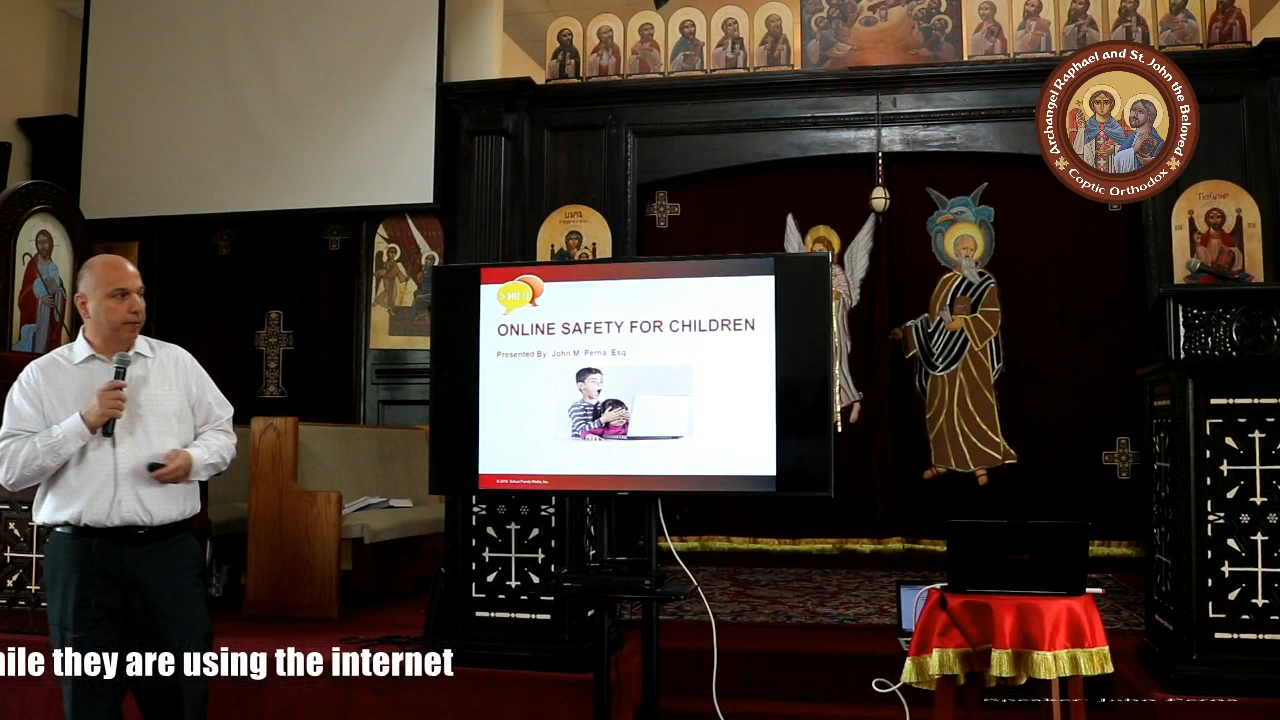 Archangel Raphael and St. John the Beloved
Coptic Orthodox
> Hi! :)
ONLINE SAFETY FOR CHILDREN
Presented By: John M. Perna, Esq.
hile they are using the internet